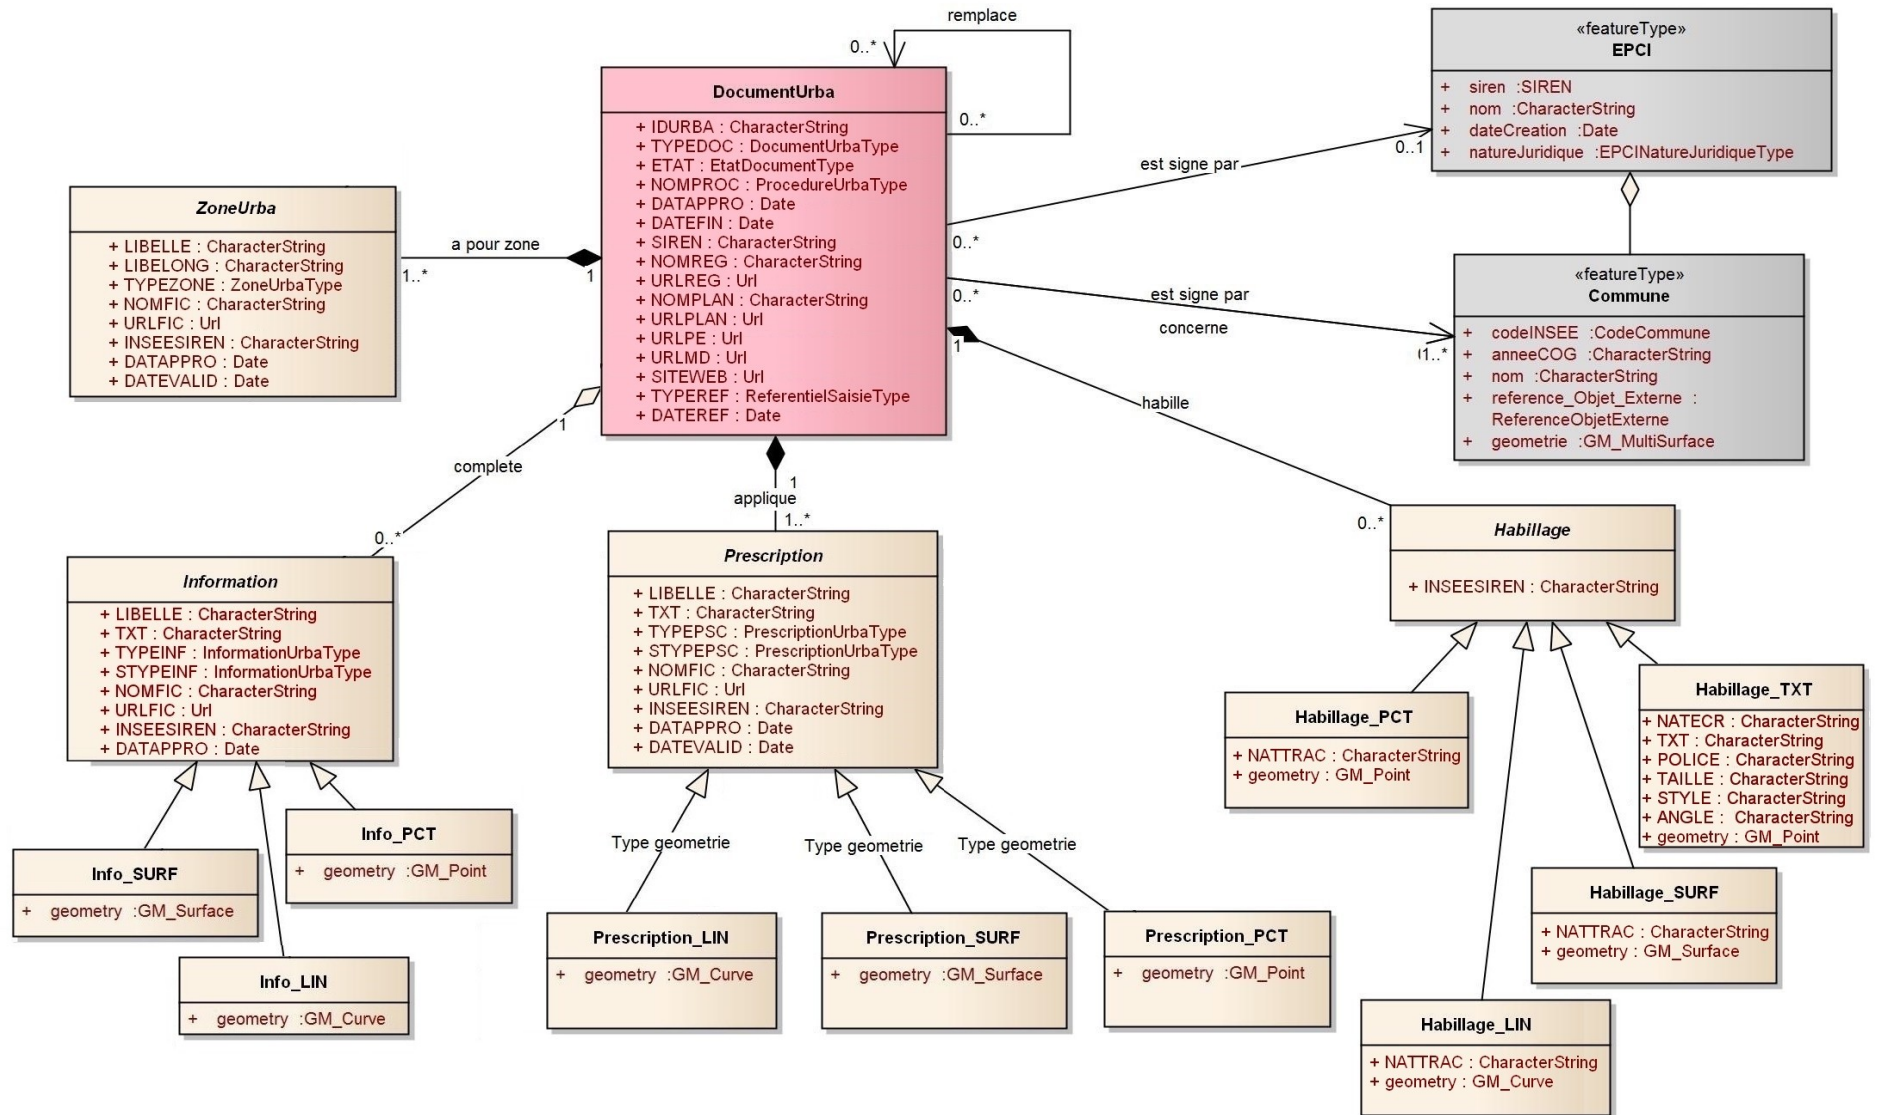 remplace
0..*
0..*
DocumentUrba
+ IDURBA : CharacterString
+ TYPEDOC : DocumentUrbaType
+ ETAT : EtatDocumentType
+ NOMPROC : ProcedureUrbaType
+ DATAPPRO : Date
+ DATEFIN : Date
+ SIREN : CharacterString
+ NOMREG : CharacterString
+ URLREG : Url
+ NOMPLAN : CharacterString
+ URLPLAN : Url
+ URLPE : Url
+ URLMD : Url
+ SITEWEB : Url
+ TYPEREF : ReferentielSaisieType
+ DATEREF : Date
«featureType»
EPCI
+ siren :SIREN
+ nom :CharacterString
+ dateCreation :Date
+ natureJuridique :EPCINatureJuridiqueType
est signe par
0..1
0..*
«featureType»
Commune
+ codeINSEE :CodeCommune
+ anneeCOG :CharacterString
+ nom :CharacterString
+ reference_Objet_Externe :
ReferenceObjetExterne
+ geometrie :GM_MultiSurface
est signe par
concerne
0..*
1..*
ZoneUrba
+ LIBELLE : CharacterString
+ LIBELONG : CharacterString
+ TYPEZONE : ZoneUrbaType
+ NOMFIC : CharacterString
+ URLFIC : Url
+ INSEESIREN : CharacterString
+ DATAPPRO : Date
+ DATEVALID : Date
a pour zone
1..*
1
1
complete
0..*
1
applique
1..*
1
habille
0..*
Information
+ LIBELLE : CharacterString
+ TXT : CharacterString
+ TYPEINF : InformationUrbaType
+ STYPEINF : InformationUrbaType
+ NOMFIC : CharacterString
+ URLFIC : Url
+ INSEESIREN : CharacterString
+ DATAPPRO : Date
Prescription
+ LIBELLE : CharacterString
+ TXT : CharacterString
+ TYPEPSC : PrescriptionUrbaType
+ STYPEPSC : PrescriptionUrbaType
+ NOMFIC : CharacterString
+ URLFIC : Url
+ INSEESIREN : CharacterString
+ DATAPPRO : Date
+ DATEVALID : Date
Habillage
+ INSEESIREN : CharacterString
Info_SURF
+ geometry :GM_Surface
Info_PCT
+ geometry :GM_Point
Info_LIN
+ geometry :GM_Curve
Type geometrie
Type geometrie
Type geometrie
Prescription_LIN
+ geometry :GM_Curve
Prescription_SURF
+ geometry :GM_Surface
Prescription_PCT
+ geometry :GM_Point
Habillage_PCT
+ NATTRAC : CharacterString
+ geometry : GM_Point
Habillage_TXT
+ NATECR : CharacterString
+ TXT : CharacterString
+ POLICE : CharacterString
+ TAILLE : CharacterString
+ STYLE : CharacterString
+ ANGLE : CharacterString
+ geometry : GM_Point
Habillage_SURF
+ NATTRAC : CharacterString
+ geometry : GM_Surface
Habillage_LIN
+ NATTRAC : CharacterString
+ geometry : GM_Curve